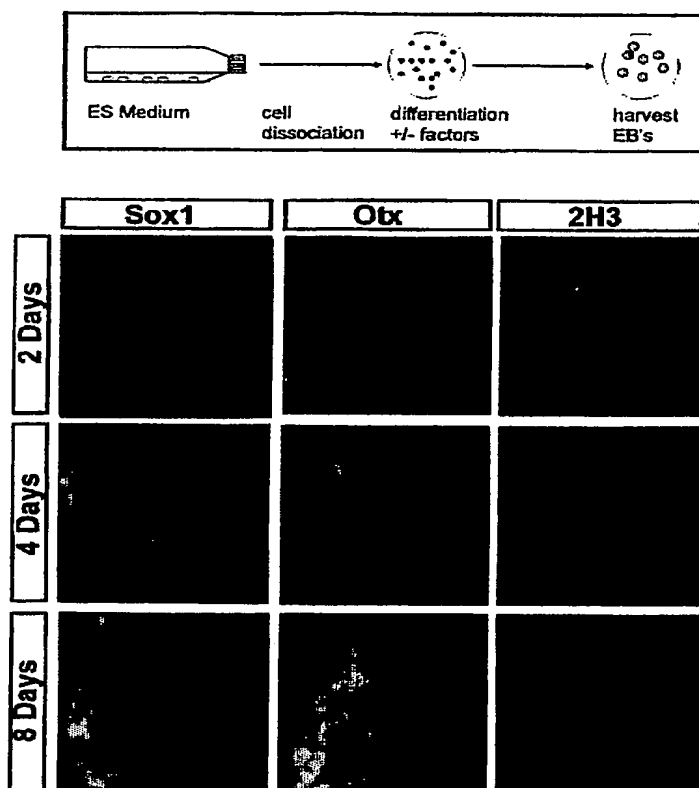 ES Medium
cell
dissociation
differentiation
+/- factors
harvest
EB's
Sox1
Otx
2H3
2 Days
4 Days
8 Days